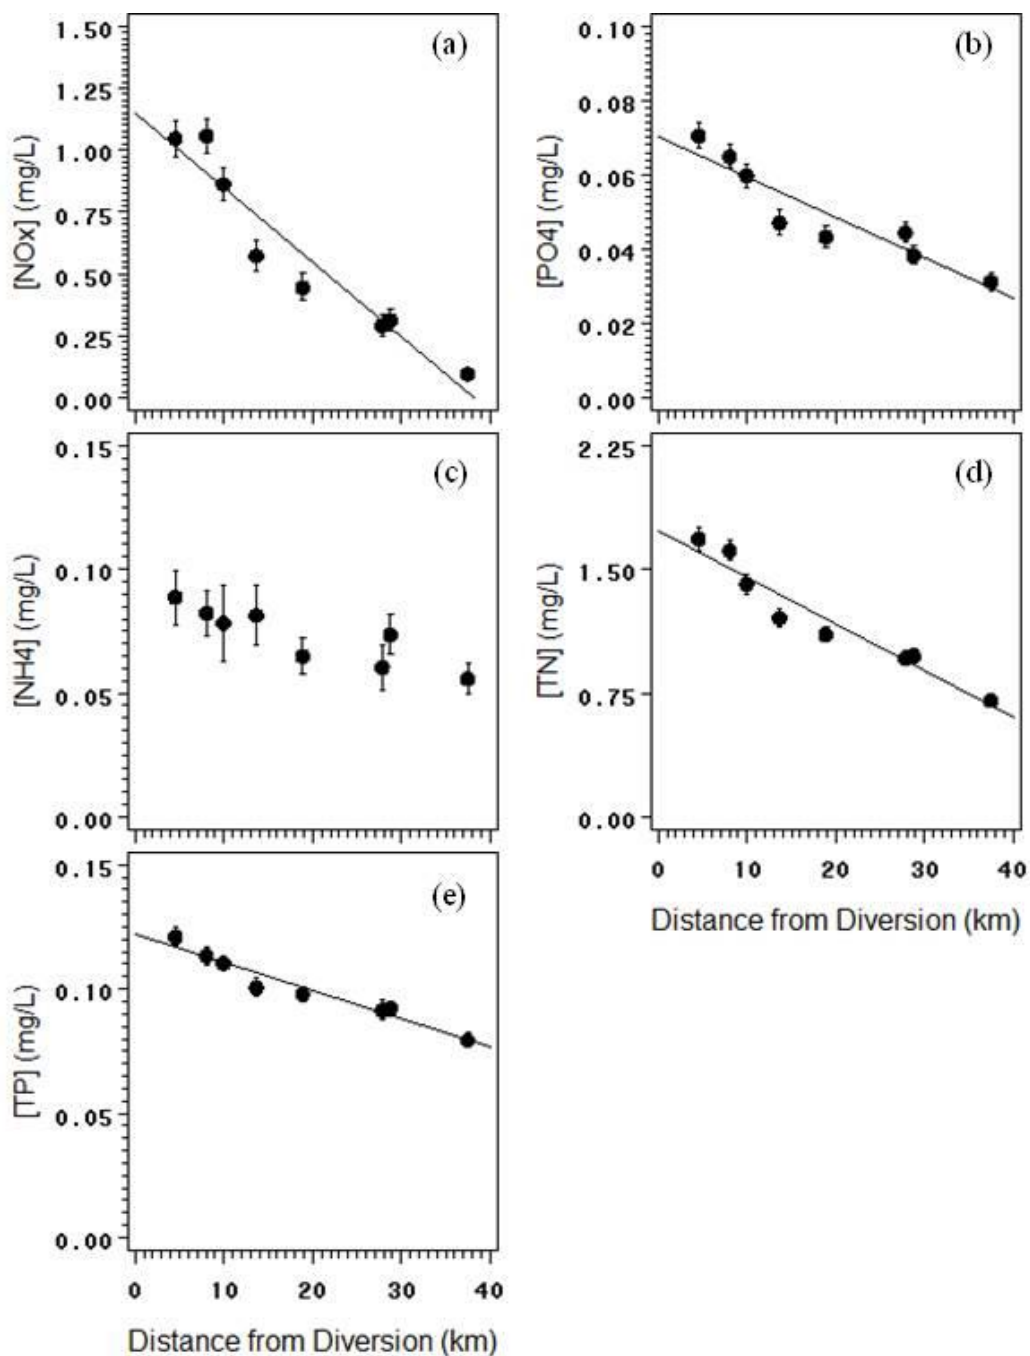 (a)
1.50
1.25
1.00
0.75
0.50
0.25
0.00
[NOx] (mg/L)
(b)
0.10
0.08
0.06
0.04
0.02
0.00
[PO4] (mg/L)
(c)
0.15
0.10
0.05
0.00
[NH4] (mg/L)
(d)
2.25
1.50
0.75
0.00
[TN] (mg/L)
0 10 20 30 40
Distance from Diversion (km)
(e)
0.15
0.10
0.05
0.00
[TP] (mg/L)
0 10 20 30 40
Distance from Diversion (km)